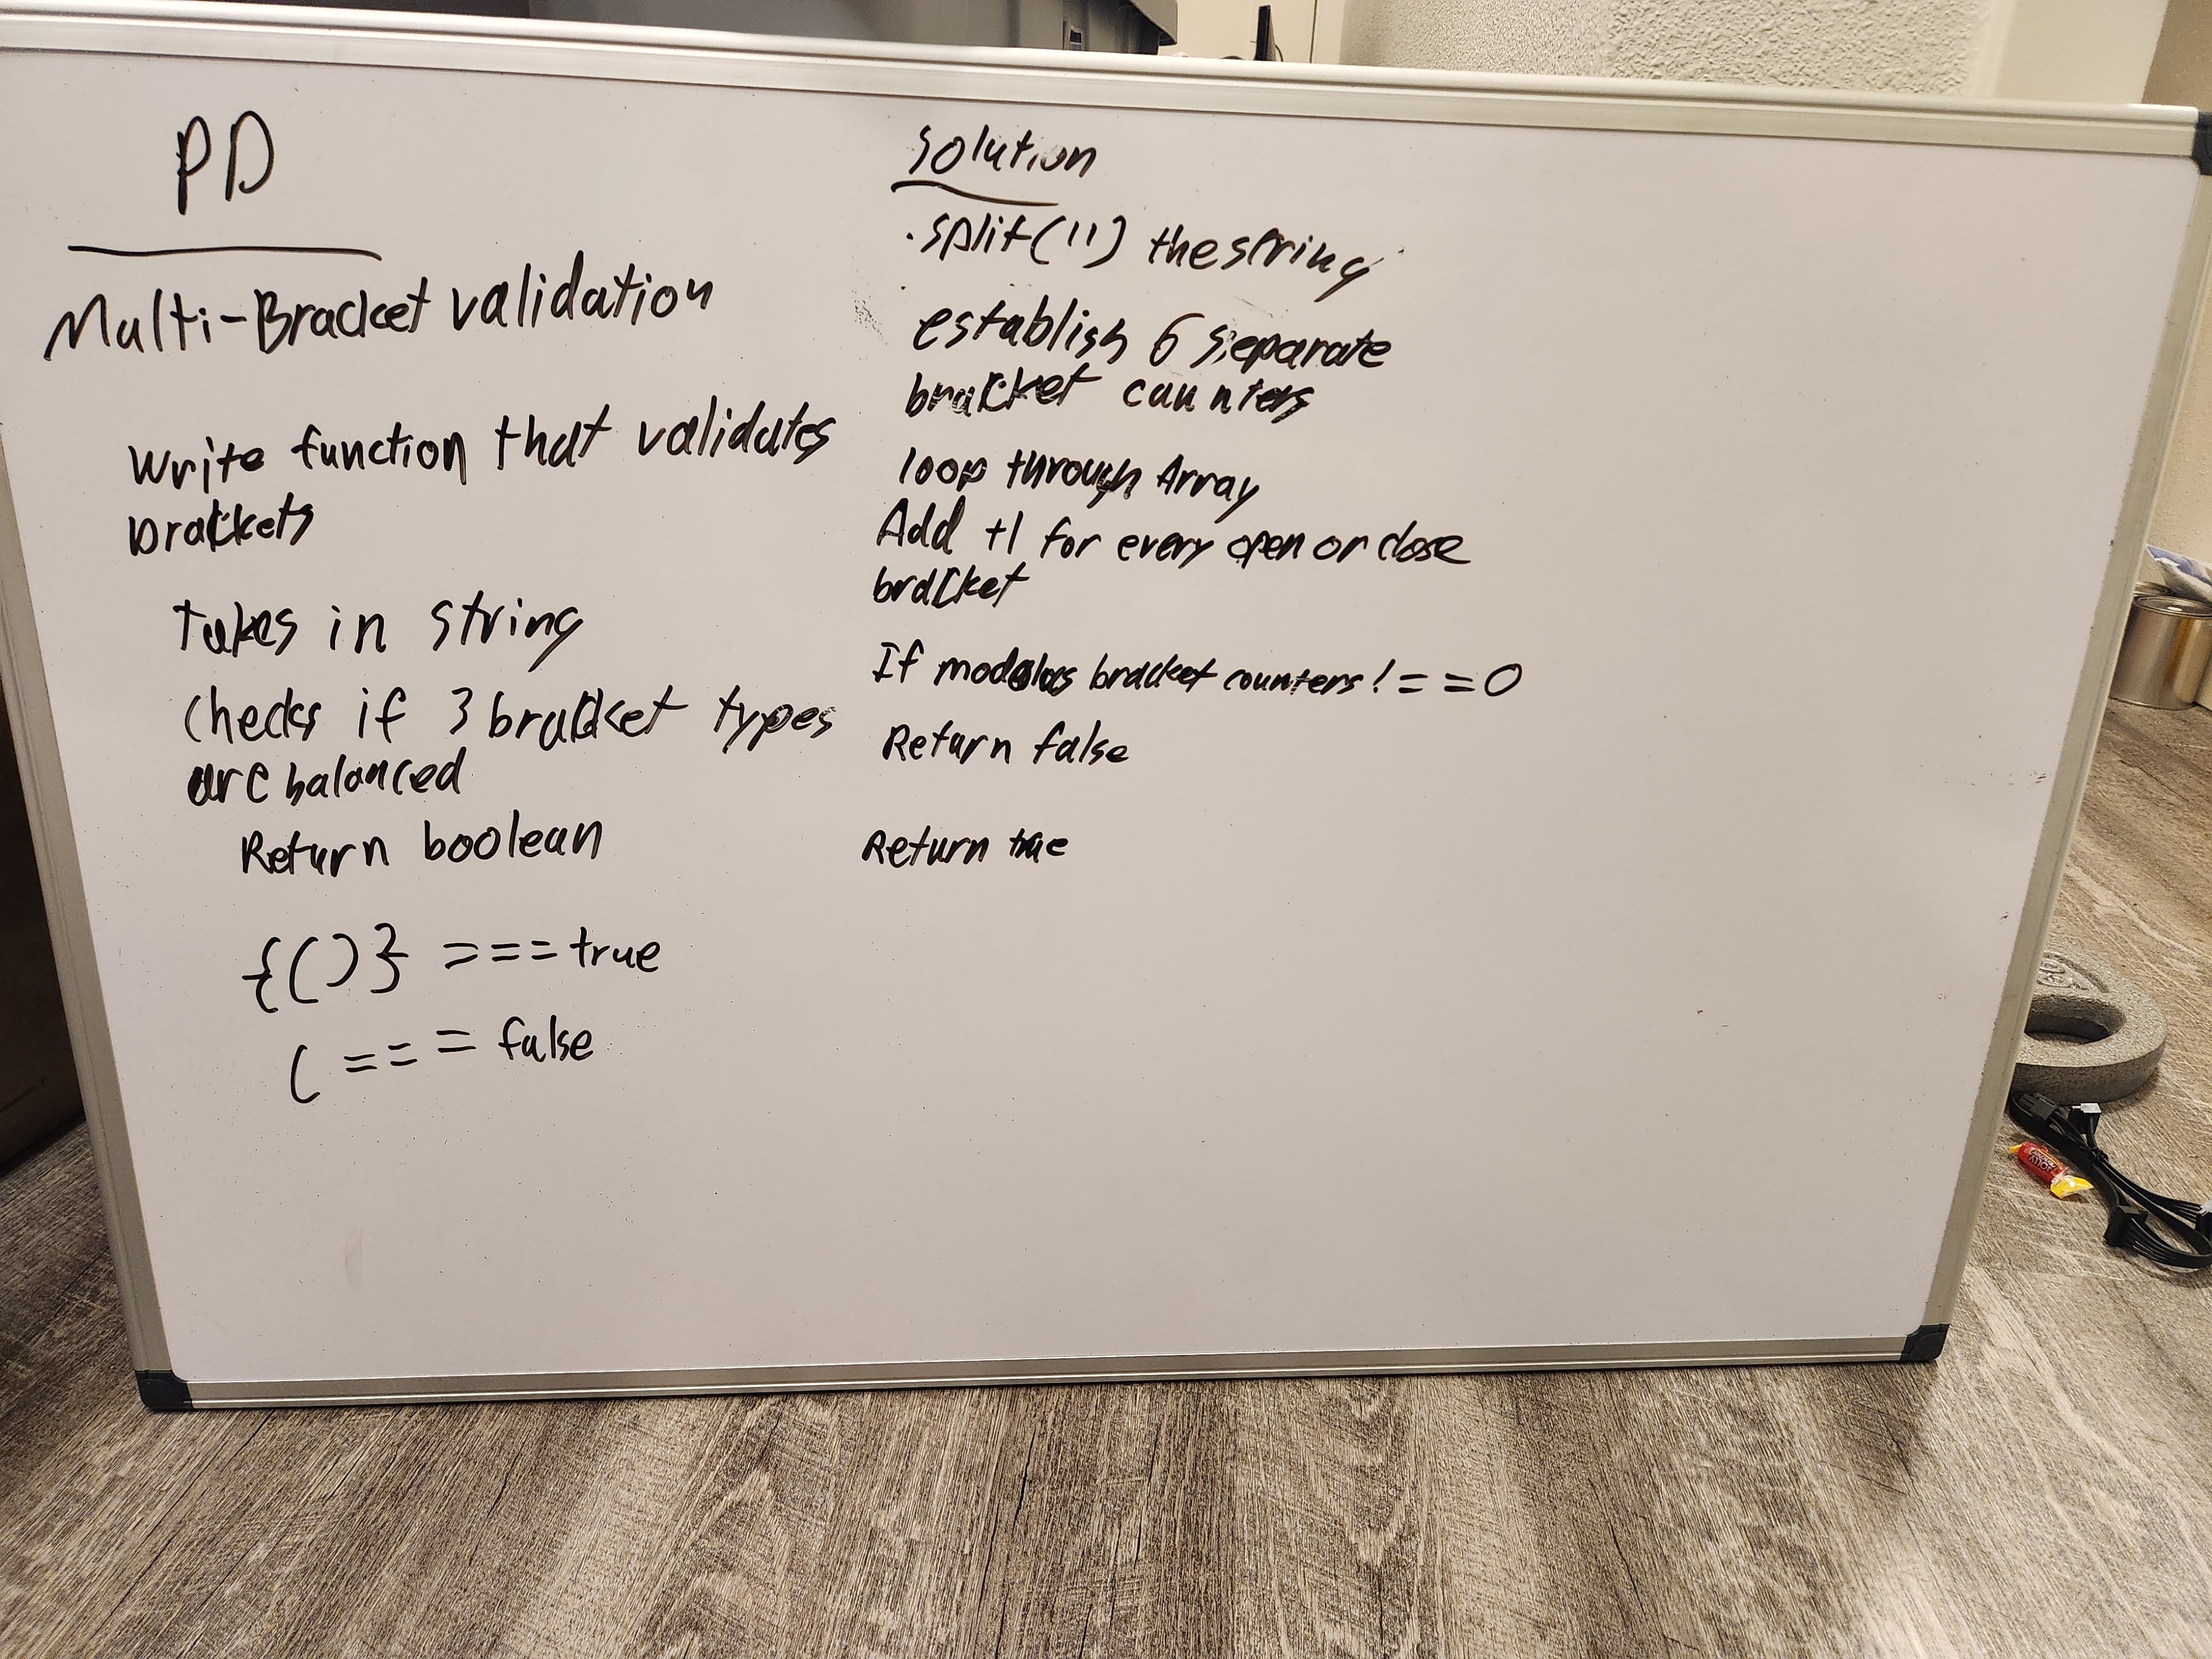 PD
Multi-Bracket validation
Write function that validates
brackets
Takes in string
checks if 3 bracket types
are balanced
Return boolean
{()} === true
( === false
Solution
.split('') the string
establish 6 separate
bracket counters
loop through Array
Add +1 for every open or close
bracket
If modolos bracket counters !== 0
Return false
Return true